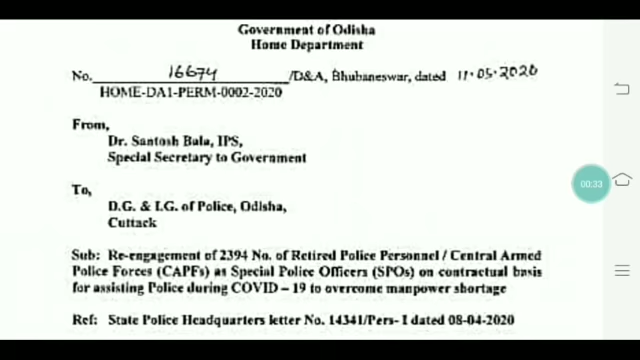 Government of Odisha
Home Department
No. 16674 /D&A, Bhubaneswar, dated 11.05.2020
HOME-DA1-PERM-0002-2020
From,
Dr. Santosh Bala, IPS,
Special Secretary to Government
To,
D.G. & I.G. of Police, Odisha,
Cuttack
Sub: Re-engagement of 2394 No. of Retired Police Personnel / Central Armed
Police Forces (CAPFs) as Special Police Officers (SPOs) on contractual basis
for assisting Police during COVID – 19 to overcome manpower shortage
Ref: State Police Headquarters letter No. 14341/Pers- I dated 08-04-2020
00:33